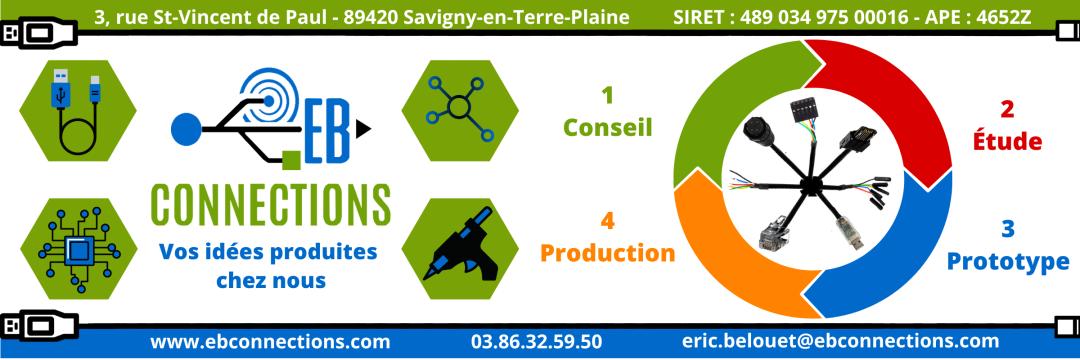 3, rue St-Vincent de Paul - 89420 Savigny-en-Terre-Plaine
SIRET : 489 034 975 00016 - APE : 4652Z
EB
CONNECTIONS
Vos idées produites
chez nous
1
Conseil
2
Étude
3
Prototype
4
Production
www.ebconnections.com
03.86.32.59.50
eric.belouet@ebconnections.com